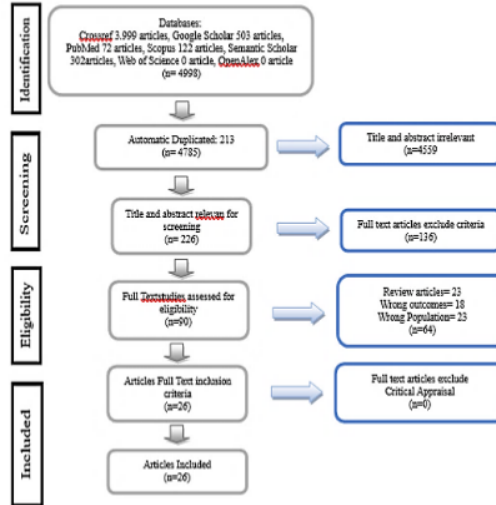 Identification
Databases:
Crossref 3.999 articles, Google Scholar 503 articles,
PubMed 72 articles, Scopus 122 articles, Semantic Scholar
302articles, Web of Science 0 article, OpenAlex 0 article
(n= 4998)
Screening
Automatic Duplicated: 213
(n= 4785)
Title and abstract irrelevant
(n=4559
Title and abstract relevan for
screening
(n= 226)
Full text articles exclude criteria
(n=136)
Eligibility
Full Textstudies assessed for
eligibility
(n=90)
Review articles= 23
Wrong outcomes= 18
Wrong Population= 23
(n=64)
Included
Articles Full Text inclusion
criteria
(n=26)
Full text articles exclude
Critical Appraisal
(n=0)
Articles Included
(n=26)